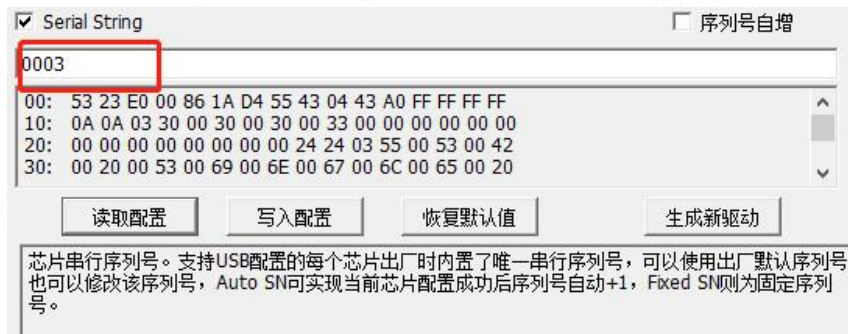 Serial String
序列号自增
0003
00: 53 23 E0 00 86 1A D4 55 43 04 43 A0 FF FF FF FF
10: 0A 0A 03 30 00 30 00 30 00 33 00 00 00 00 00 00
20: 00 00 00 00 00 00 00 00 24 24 03 55 00 53 00 42
30: 00 20 00 53 00 69 00 6E 00 67 00 6C 00 65 00 20
读取配置 写入配置 恢复默认值 生成新驱动
芯片串行序列号。支持USB配置的每个芯片出厂时内置了唯一串行序列号，可以使用出厂默认序列号
也可以修改该序列号，Auto SN可实现当前芯片配置成功后序列号自动+1，Fixed SN则为固定序列
号。